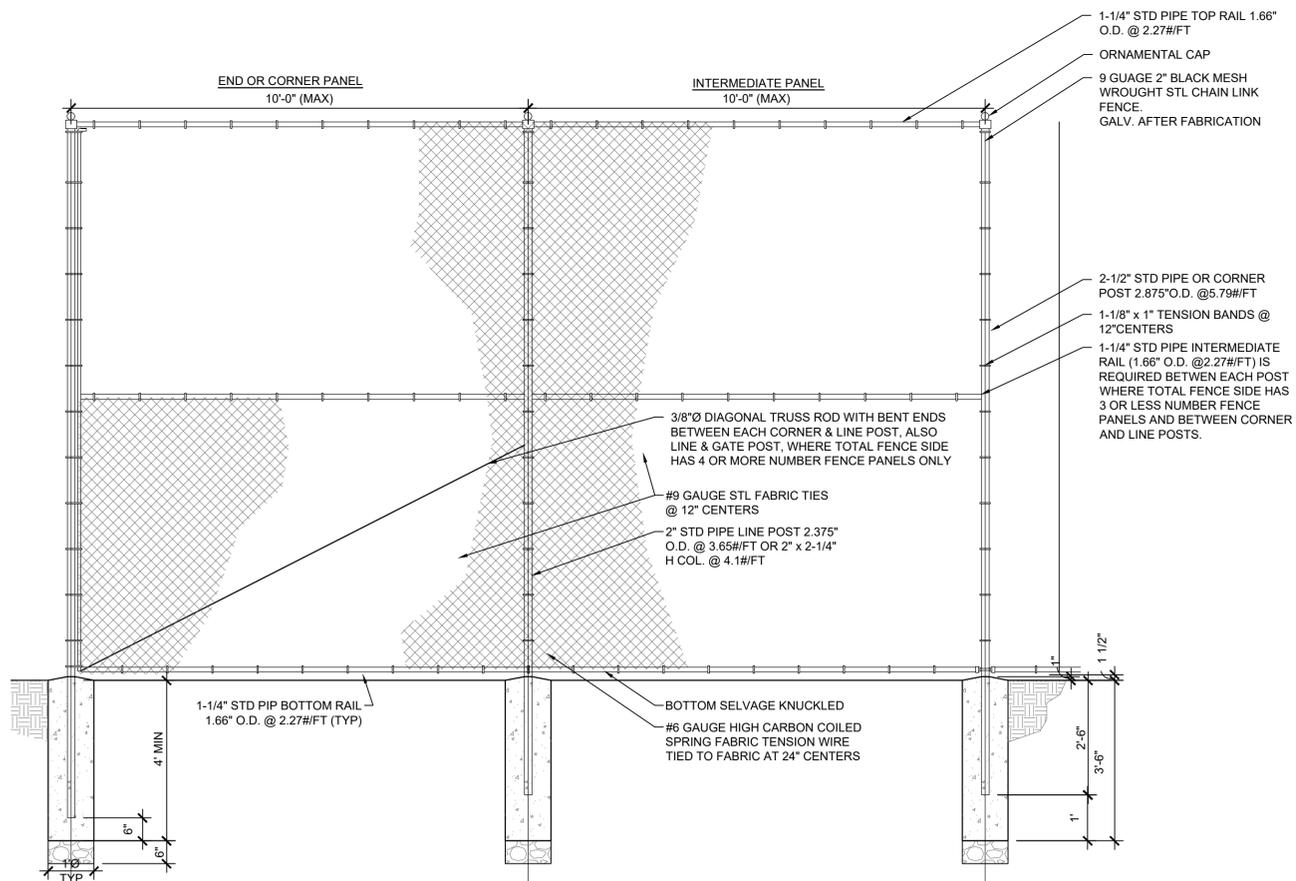 1-1/4" STD PIPE TOP RAIL 1.66"
O.D. @ 2.27#/FT
ORNAMENTAL CAP
9 GUAGE 2" BLACK MESH
WROUGHT STL CHAIN LINK
FENCE.
GALV. AFTER FABRICATION
END OR CORNER PANEL
10'-0" (MAX)
INTERMEDIATE PANEL
10'-0" (MAX)
2-1/2" STD PIPE OR CORNER
POST 2.875"O.D. @5.79#/FT
1-1/8" x 1" TENSION BANDS @
12"CENTERS
1-1/4" STD PIPE INTERMEDIATE
RAIL (1.66" O.D. @2.27#/FT) IS
REQUIRED BETWEN EACH POST
WHERE TOTAL FENCE SIDE HAS
3 OR LESS NUMBER FENCE
PANELS AND BETWEEN CORNER
AND LINE POSTS.
3/8"Ø DIAGONAL TRUSS ROD WITH BENT ENDS
BETWEEN EACH CORNER & LINE POST, ALSO
LINE & GATE POST, WHERE TOTAL FENCE SIDE
HAS 4 OR MORE NUMBER FENCE PANELS ONLY
#9 GAUGE STL FABRIC TIES
@ 12" CENTERS
2" STD PIPE LINE POST 2.375"
O.D. @ 3.65#/FT OR 2" x 2-1/4"
H COL. @ 4.1#/FT
1"
1 1/2"
1-1/4" STD PIP BOTTOM RAIL
1.66" O.D. @ 2.27#/FT (TYP)
BOTTOM SELVAGE KNUCKLED
#6 GAUGE HIGH CARBON COILED
SPRING FABRIC TENSION WIRE
TIED TO FABRIC AT 24" CENTERS
4' MIN
6"
6"
1'Ø
TYP
2'-6"
3'-6"
1'